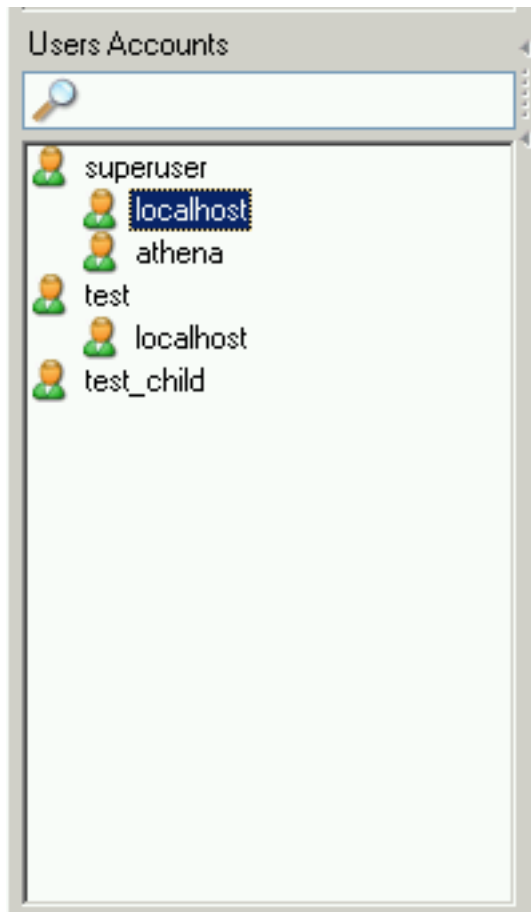 Users Accounts
superuser
localhost
athena
test
localhost
test_child